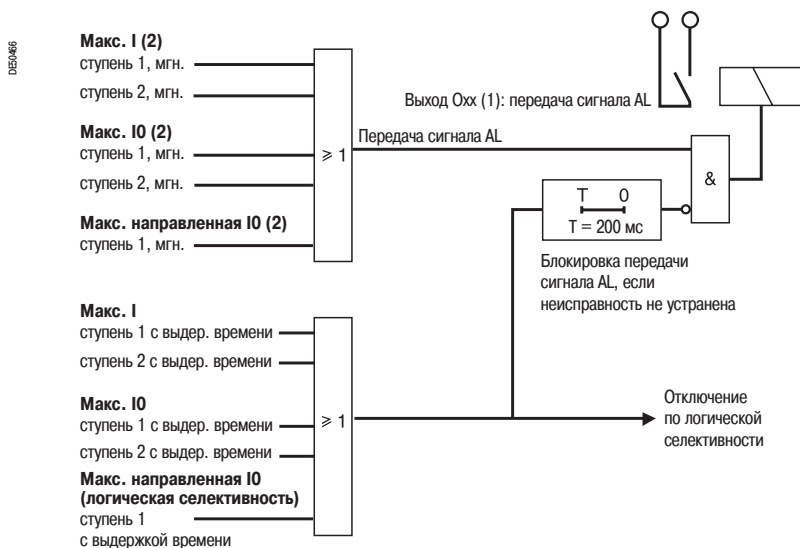 DE50466
Макс. I (2)
ступень 1, мгн.
ступень 2, мгн.
Макс. I0 (2)
ступень 1, мгн.
ступень 2, мгн.
Макс. направленная I0 (2)
ступень 1, мгн.
⩾ 1
Выход Oxx (1): передача сигнала AL
Передача сигнала AL
&
T 0
T = 200 мс
Блокировка передачи
сигнала AL, если
неисправность не устранена
Макс. I
ступень 1 с выдер. времени
ступень 2 с выдер. времени
Макс. I0
ступень 1 с выдер. времени
ступень 2 с выдер. времени
Макс. направленная I0
(логическая селективность)
ступень 1
с выдержкой времени
⩾ 1
Отключение
по логической
селективности